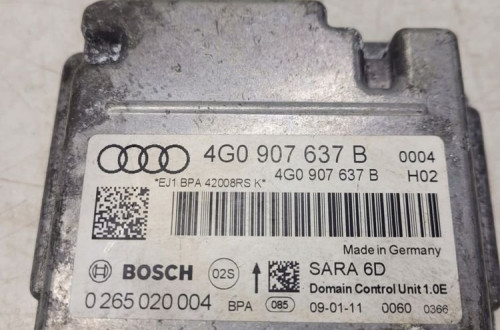 4G0 907 637 B 0004
*EJ1 BPA 42008RS K* 4G0 907 637 B H02
Made in Germany
BOSCH 02S SARA 6D
Domain Control Unit 1.0E
0 265 020 004 BPA 085 09-01-11 0060 0366